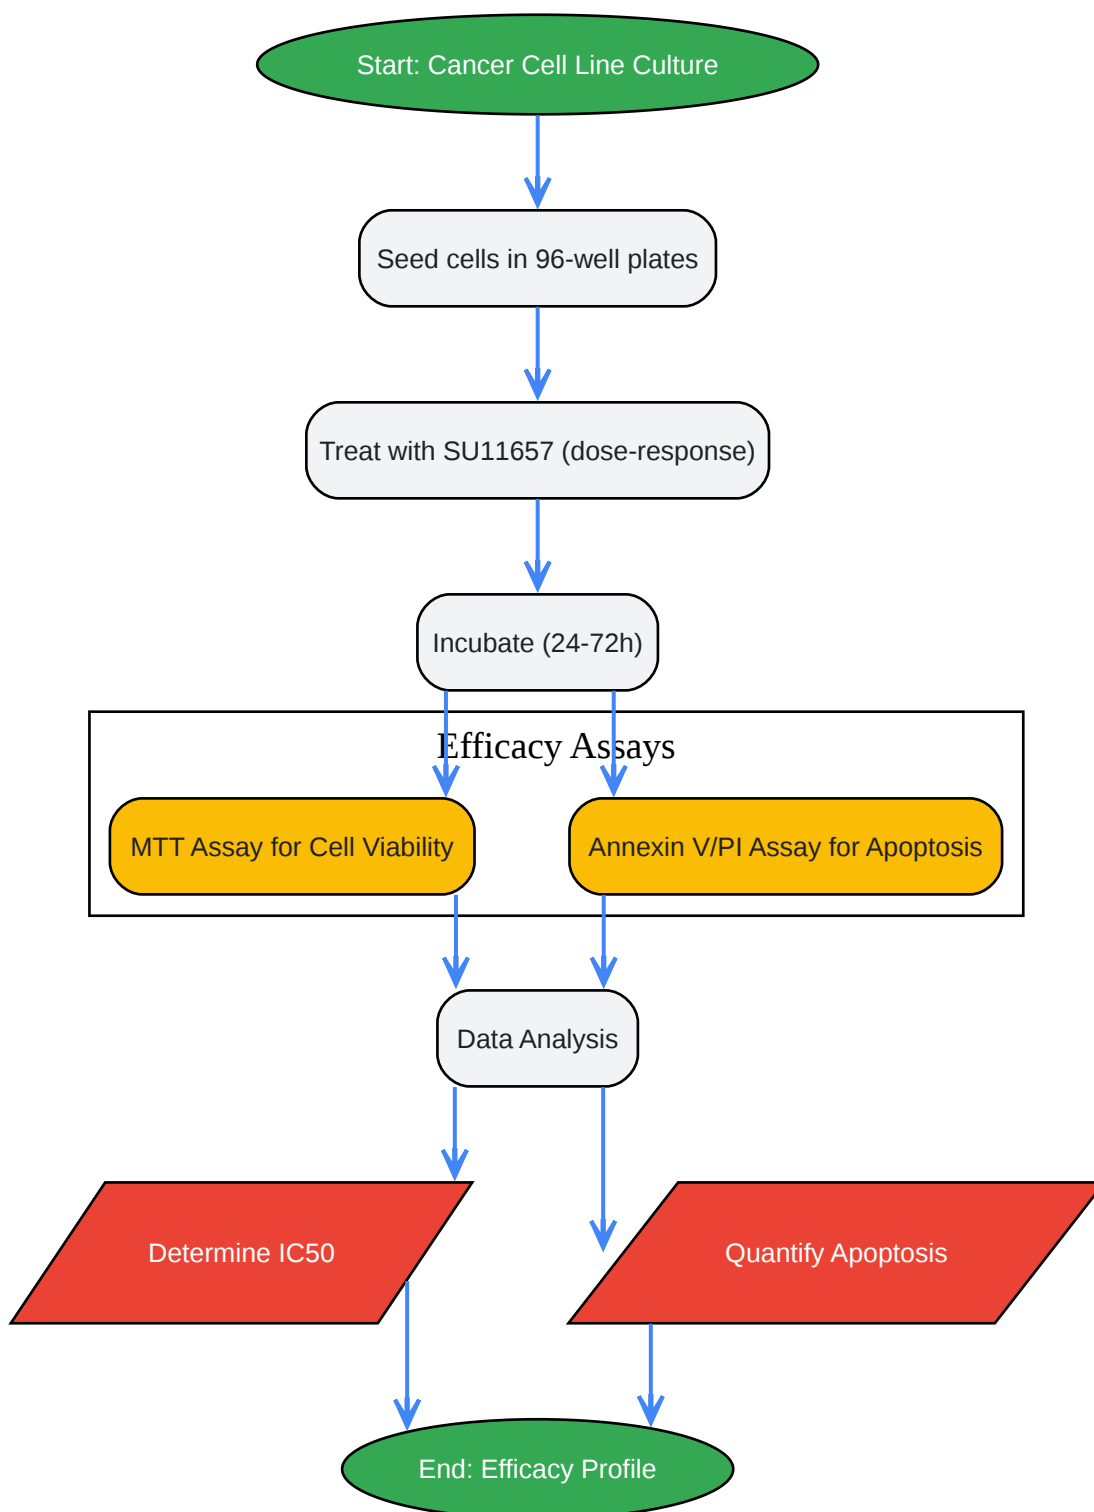 Start: Cancer Cell Line Culture
Seed cells in 96-well plates
Treat with SU11657 (dose-response)
Incubate (24-72h)
Efficacy Assays
MTT Assay for Cell Viability
Annexin V/PI Assay for Apoptosis
Data Analysis
Determine IC50
Quantify Apoptosis
End: Efficacy Profile